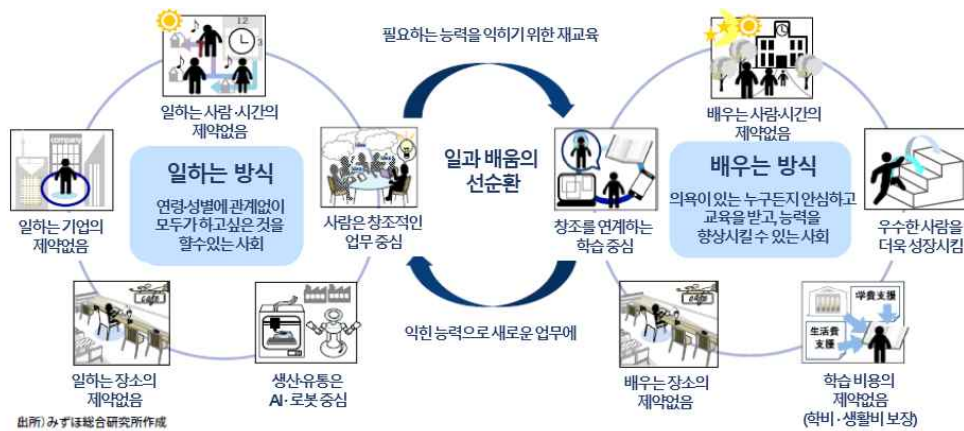 필요하는 능력을 익히기 위한 재교육
12
3
일하는 사람·시간의
제약없음
배우는 사람·시간의
제약없음
company
일하는 방식
연령·성별에 관계없이
모두가 하고싶은 것을
할수있는 사회
일하는 기업의
제약없음
사람은 창조적인
업무 중심
일과 배움의
선순환
창조를 연계하는
학습 중심
배우는 방식
의욕이 있는 누구든지 안심하고
교육을 받고, 능력을
향상시킬 수 있는 사회
우수한 사람을
더욱 성장시킴
cafe
일하는 장소의
제약없음
생산·유통은
AI·로봇 중심
익힌 능력으로 새로운 업무에
cafe
배우는 장소의
제약없음
学費支援
生活費
支援
학습 비용의
제약없음
(학비·생활비 보장)
出所)みずほ総合研究所作成